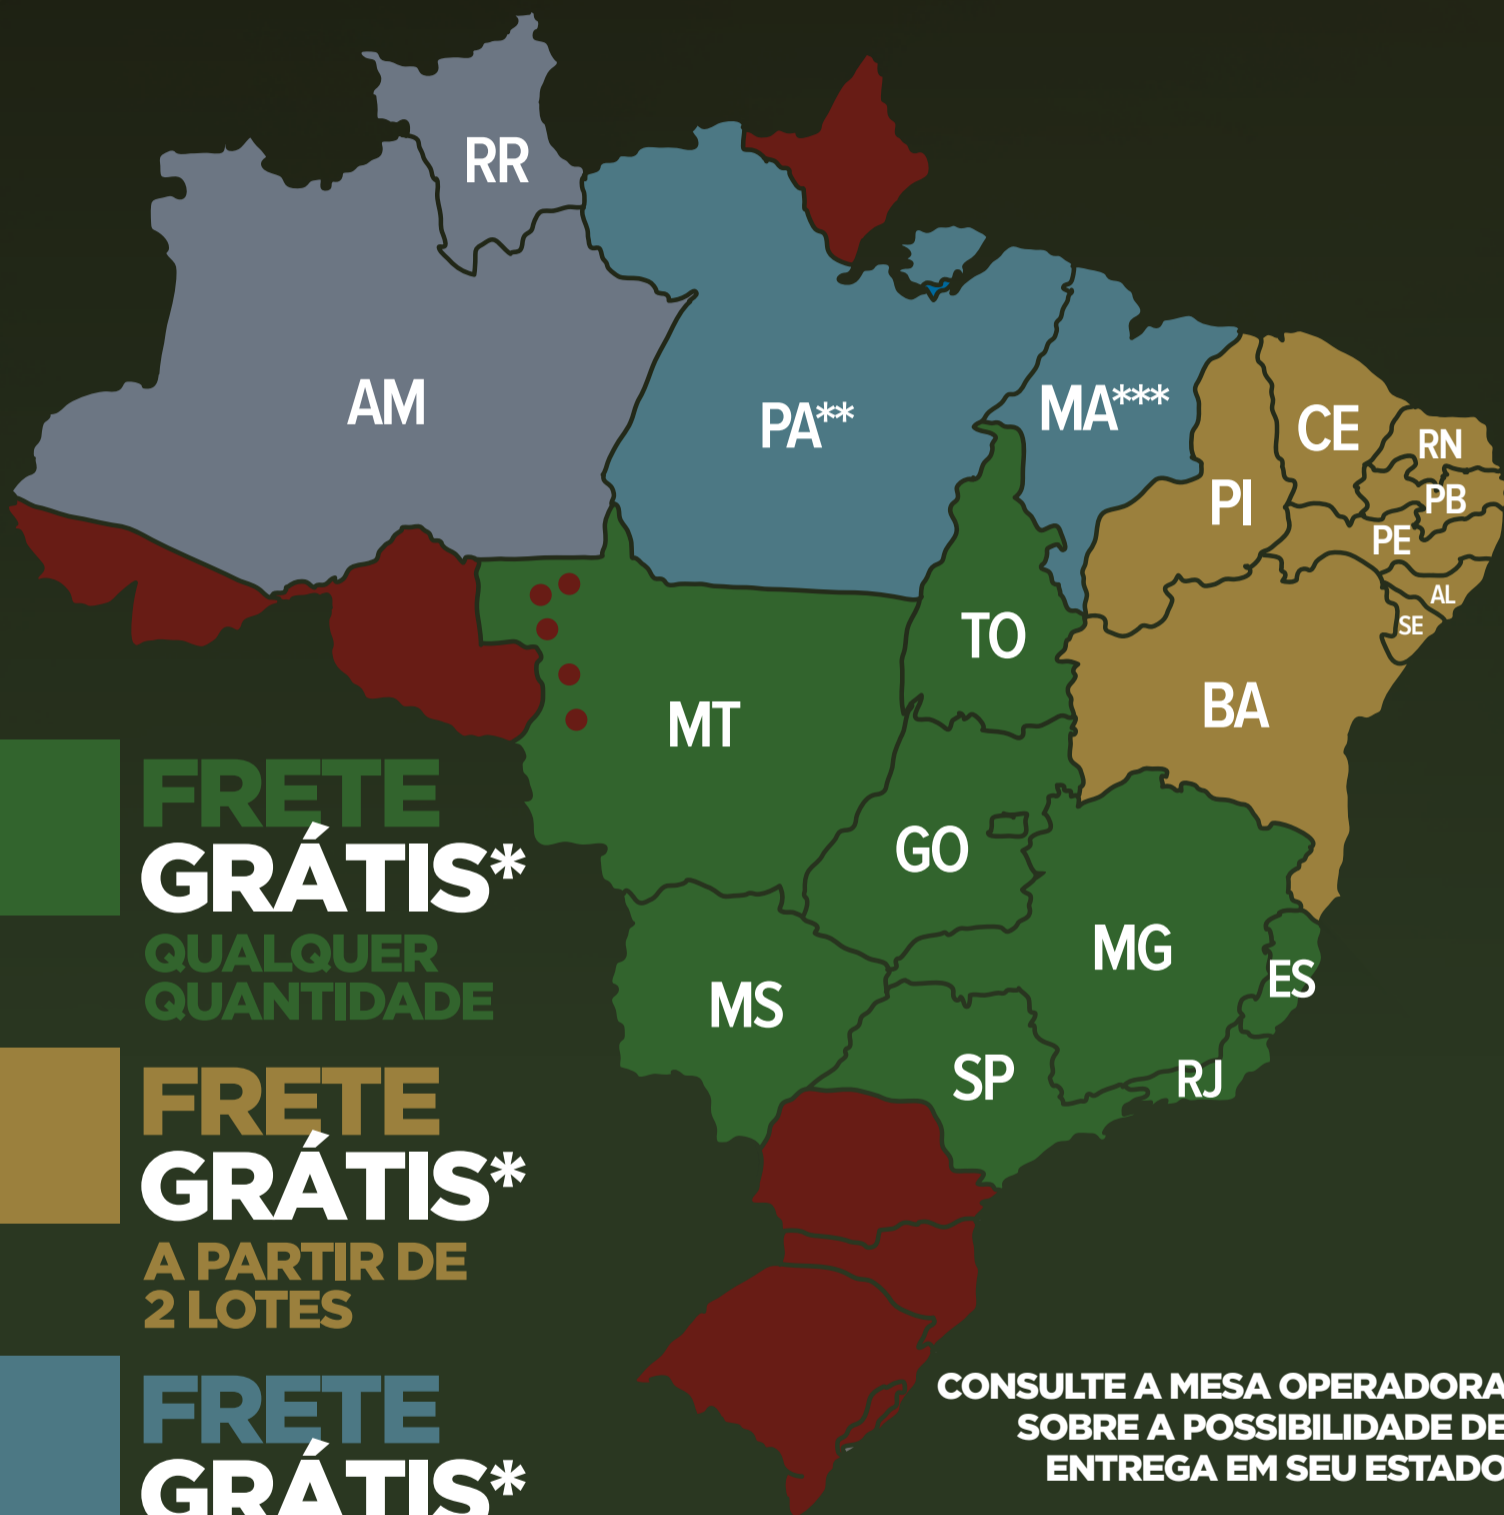 RR
AM
PA**
MA***
CE
RN
PI
PB
PE
AL
SE
TO
BA
MT
GO
MG
ES
MS
SP
RJ
FRETE
GRÁTIS*
QUALQUER
QUANTIDADE
FRETE
GRÁTIS*
A PARTIR DE
2 LOTES
FRETE
GRÁTIS*
CONSULTE A MESA OPERADORA
SOBRE A POSSIBILIDADE DE
ENTREGA EM SEU ESTADO